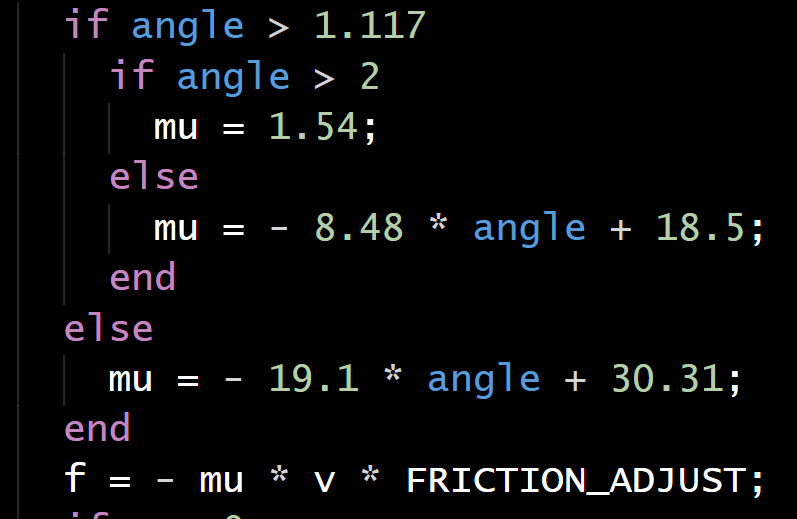 if angle > 1.117
if angle > 2
mu = 1.54;
else
mu = - 8.48 * angle + 18.5;
end
else
mu = - 19.1 * angle + 30.31;
end
f = - mu * v * FRICTION_ADJUST;